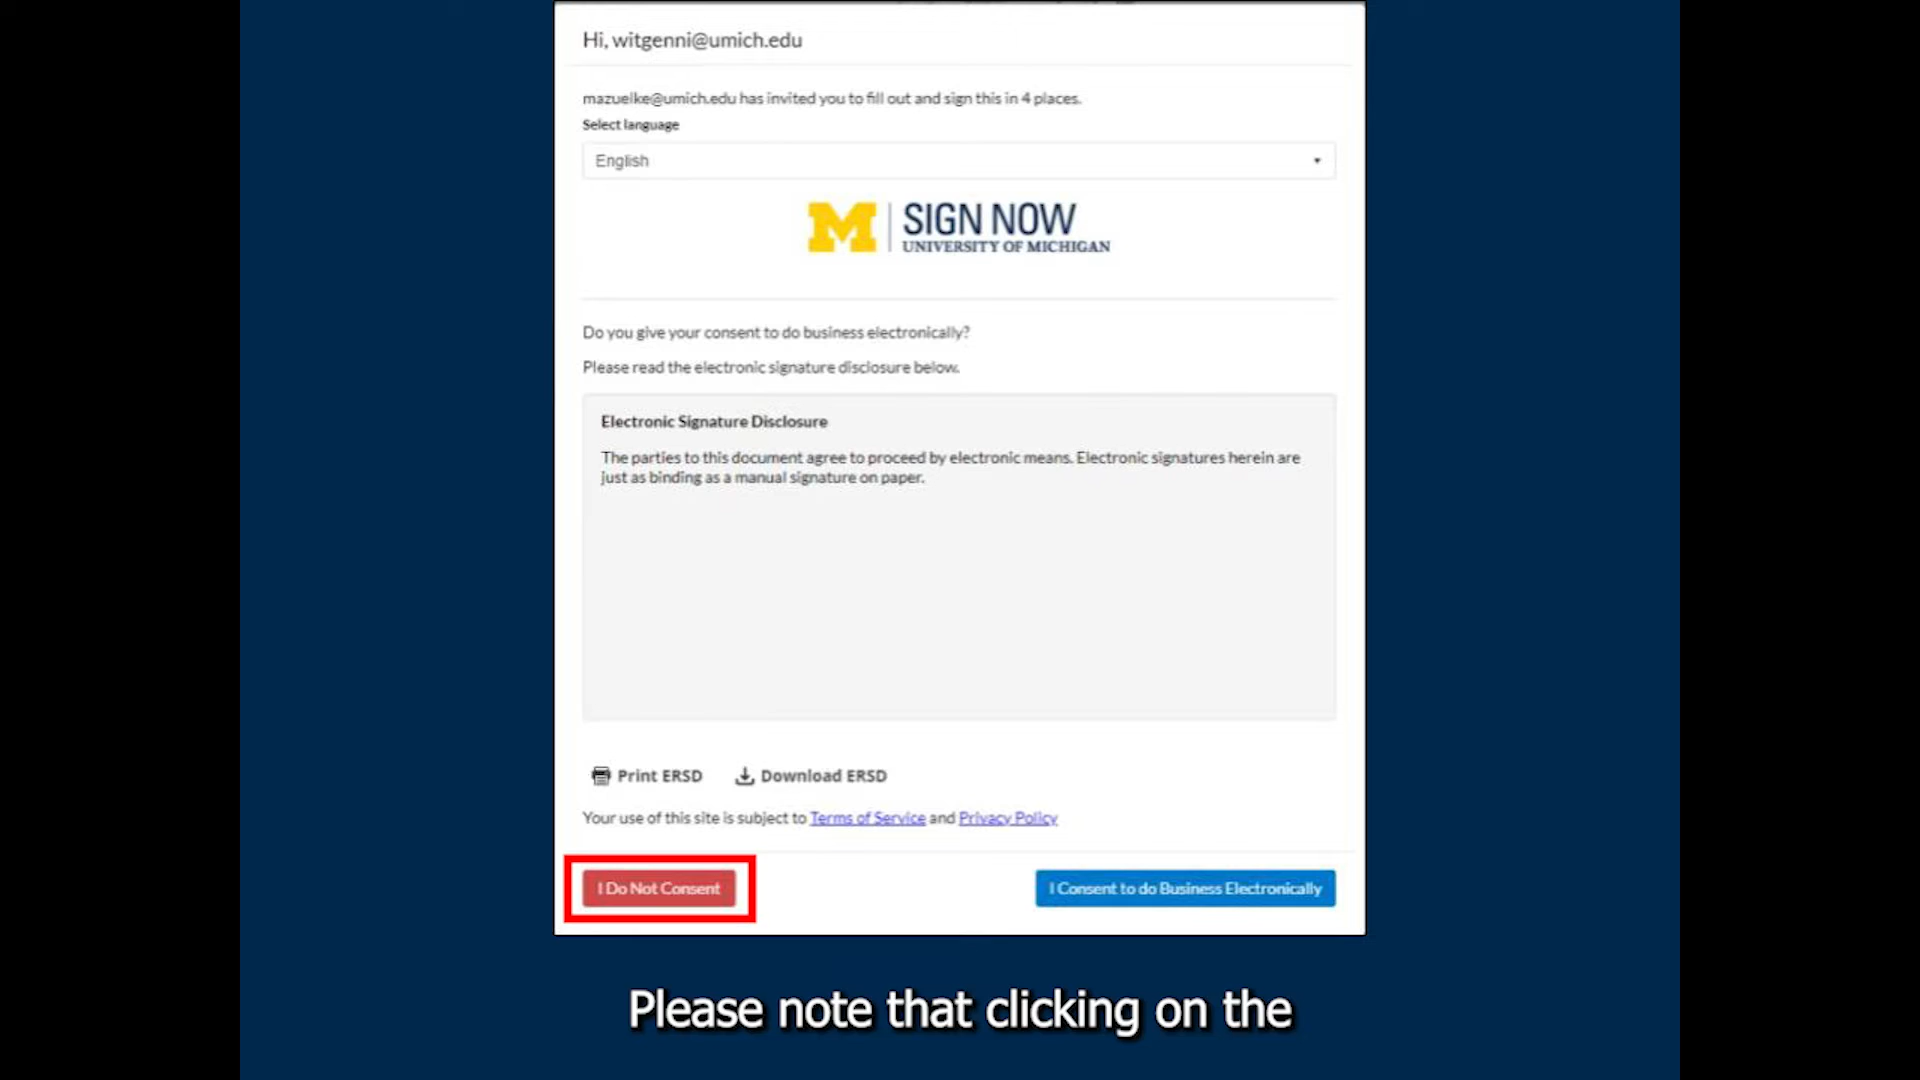 Hi, witgenni@umich.edu
mazuelke@umich.edu has invited you to fill out and sign this in 4 places.
Select language
English
M SIGN NOW
UNIVERSITY OF MICHIGAN
Do you give your consent to do business electronically?
Please read the electronic signature disclosure below.
Electronic Signature Disclosure
The parties to this document agree to proceed by electronic means. Electronic signatures herein are
just as binding as a manual signature on paper.
Print ERSD Download ERSD
Your use of this site is subject to Terms of Service and Privacy Policy
I Do Not Consent I Consent to do Business Electronically
Please note that clicking on the